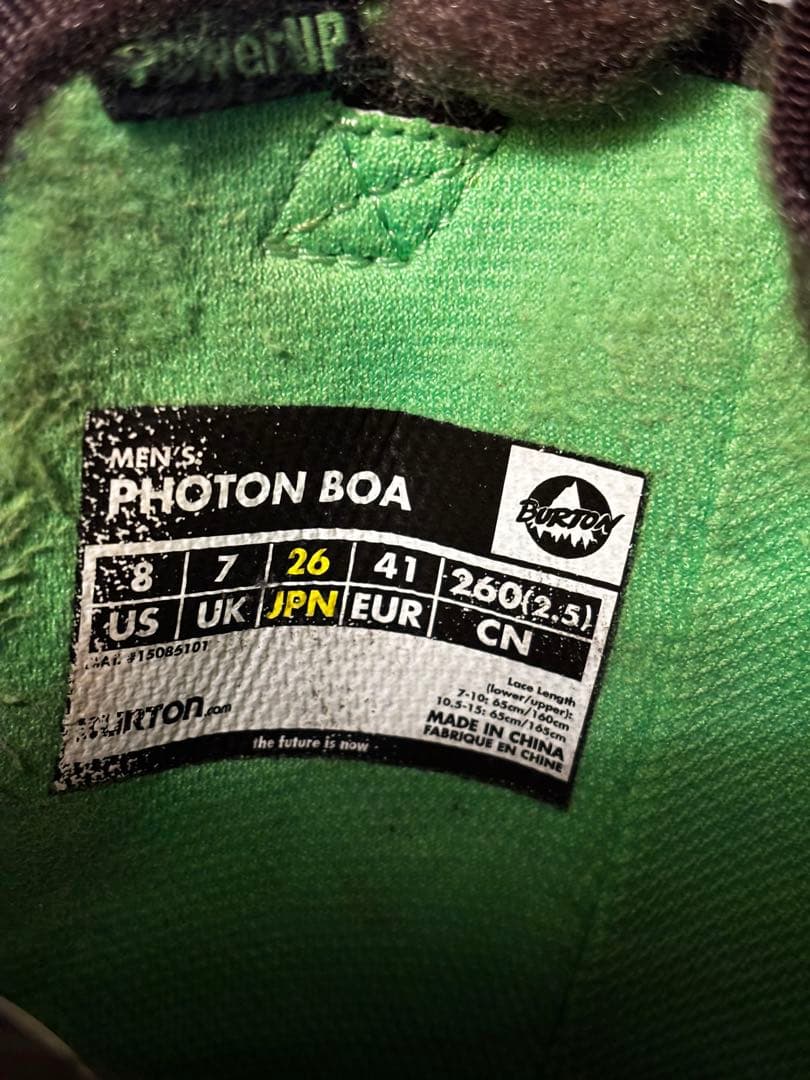 PowerUP
MEN'S:
PHOTON BOA
BURTON
8 7 26 41 260(2.5)
US UK JPN EUR CN
#15085101
Lace Length
(lower/upper):
7-10: 65cm/160cm
10.5-15: 65cm/165cm
MADE IN CHINA
FABRIQUE EN CHINE
BURTON.com
the future is now